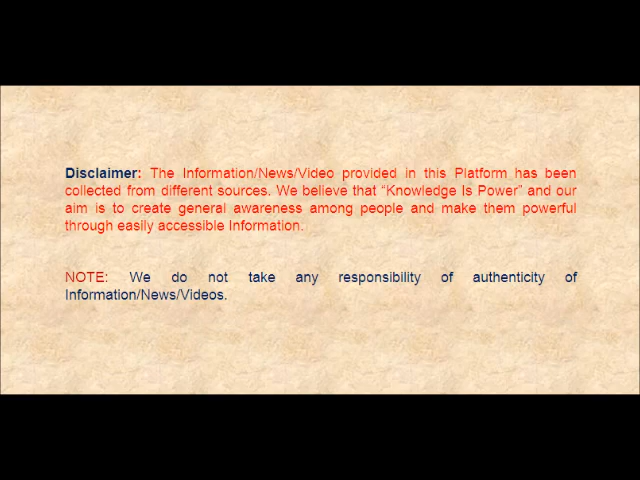 Disclaimer: The Information/News/Video provided in this Platform has been
collected from different sources. We believe that “Knowledge Is Power” and our
aim is to create general awareness among people and make them powerful
through easily accessible Information.
NOTE: We do not take any responsibility of authenticity of
Information/News/Videos.